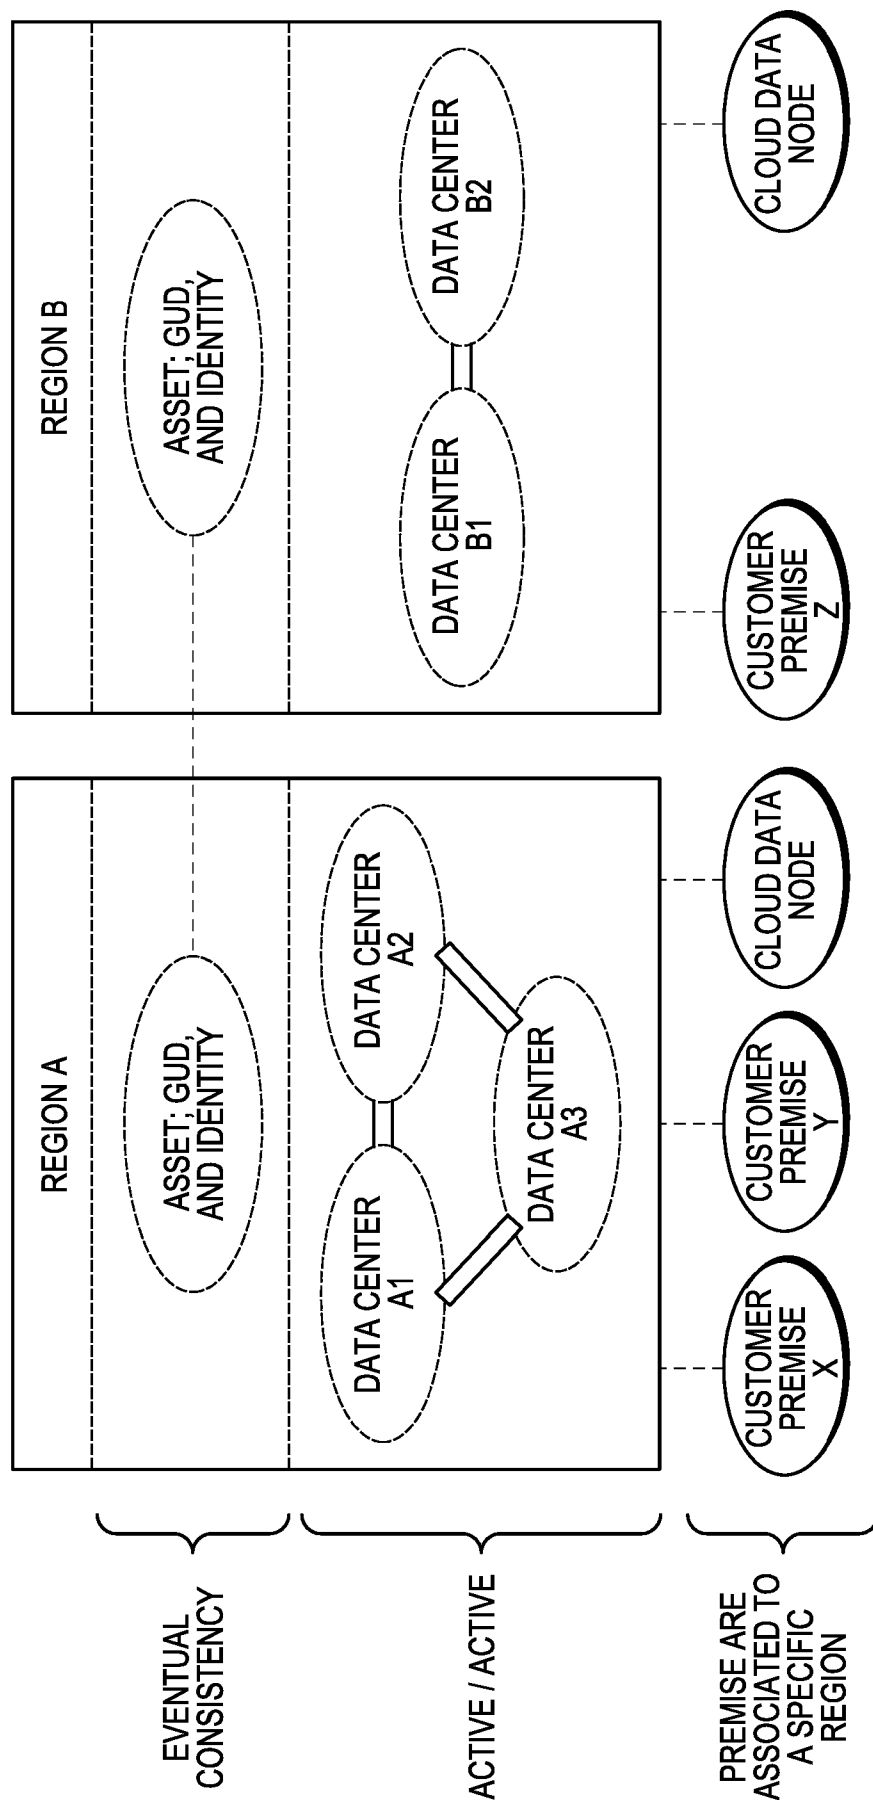 REGION A
REGION B
EVENTUAL
CONSISTENCY
ASSET; GUD,
AND IDENTITY
ASSET; GUD,
AND IDENTITY
ACTIVE / ACTIVE
DATA CENTER
A1
DATA CENTER
A2
DATA CENTER
A3
DATA CENTER
B1
DATA CENTER
B2
PREMISE ARE
ASSOCIATED TO
A SPECIFIC
REGION
CUSTOMER
PREMISE
X
CUSTOMER
PREMISE
Y
CLOUD DATA
NODE
CUSTOMER
PREMISE
Z
CLOUD DATA
NODE